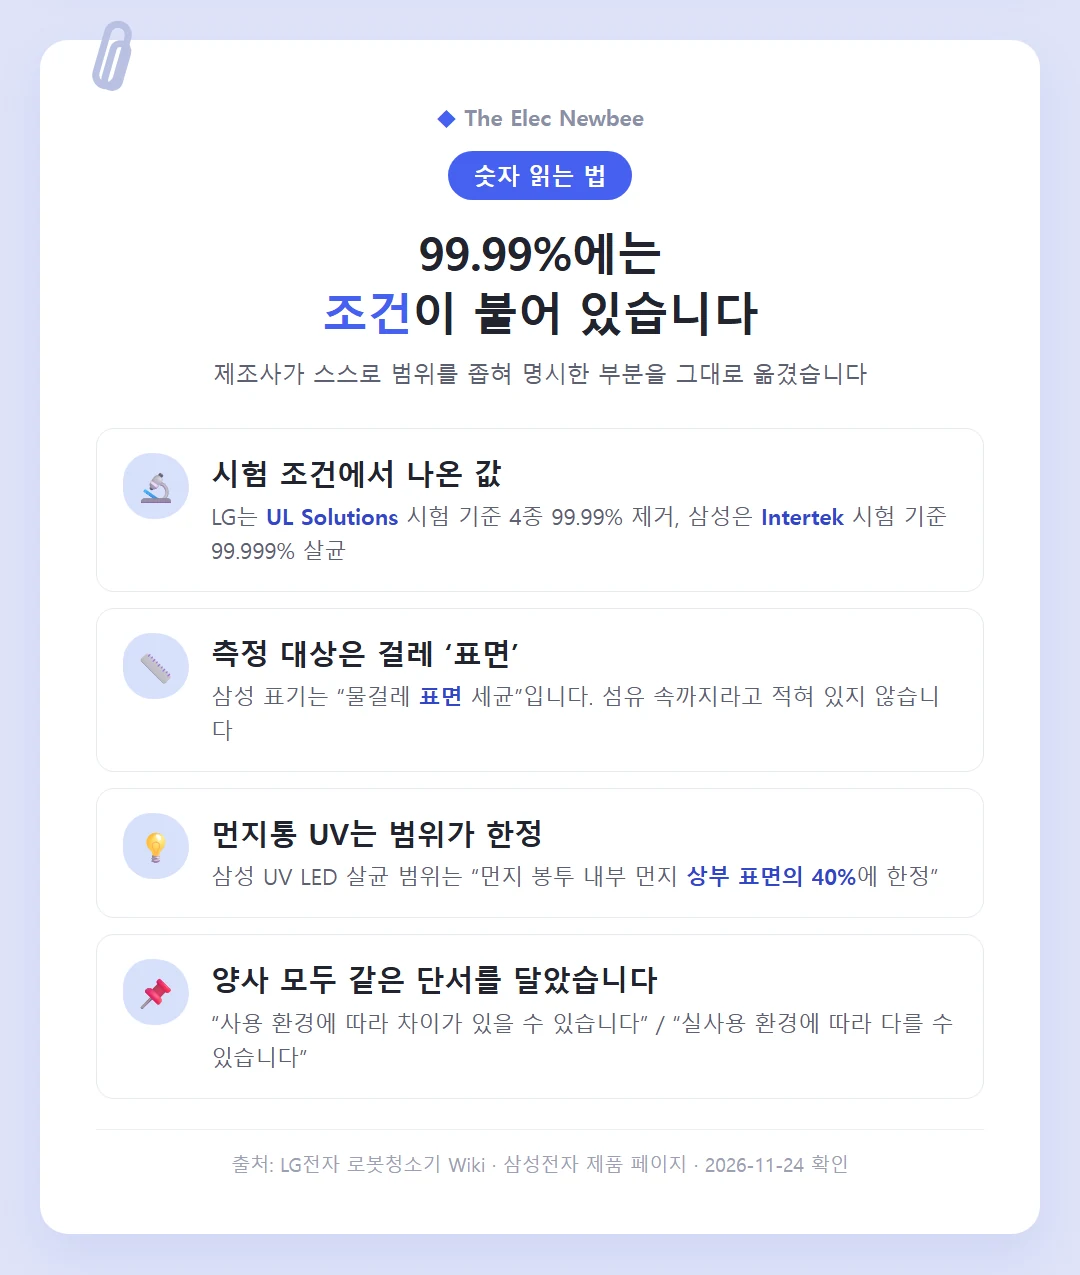 The Elec Newbee
숫자 읽는 법
99.99%에는
조건이 붙어 있습니다
제조사가 스스로 범위를 좁혀 명시한 부분을 그대로 옮겼습니다
시험 조건에서 나온 값
LG는 UL Solutions 시험 기준 4종 99.99% 제거, 삼성은 Intertek 시험 기준
99.999% 살균
측정 대상은 걸레 ‘표면’
삼성 표기는 “물걸레 표면 세균”입니다. 섬유 속까지라고 적혀 있지 않습니
다
먼지통 UV는 범위가 한정
삼성 UV LED 살균 범위는 “먼지 봉투 내부 먼지 상부 표면의 40%에 한정”
양사 모두 같은 단서를 달았습니다
“사용 환경에 따라 차이가 있을 수 있습니다” / “실사용 환경에 따라 다를 수
있습니다”
출처: LG전자 로봇청소기 Wiki · 삼성전자 제품 페이지 · 2026-11-24 확인